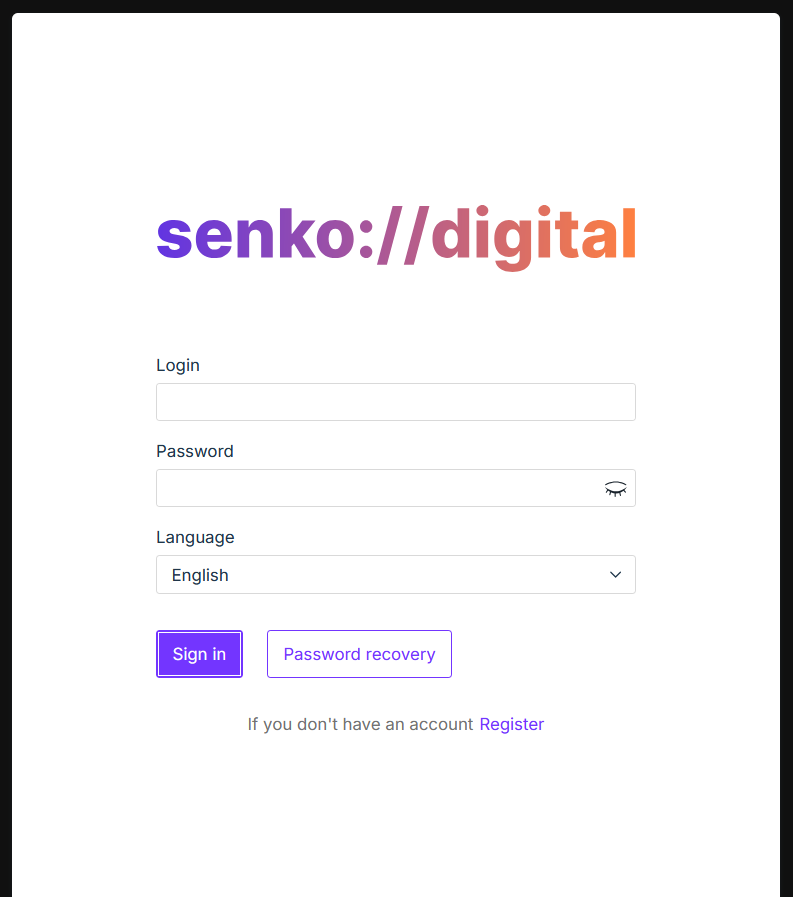 senko://digital
Login
Password
Language
English
Sign in
Password recovery
If you don't have an account Register